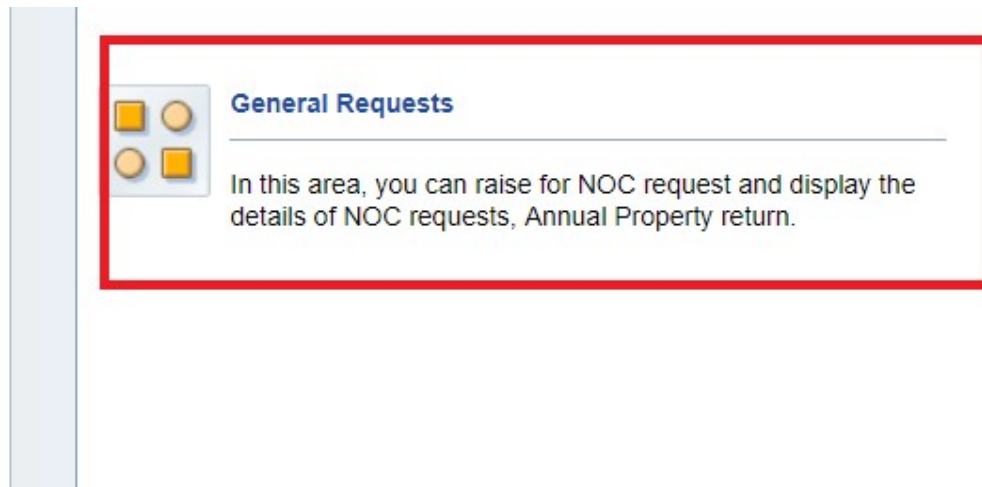 General Requests
In this area, you can raise for NOC request and display the
details of NOC requests, Annual Property return.